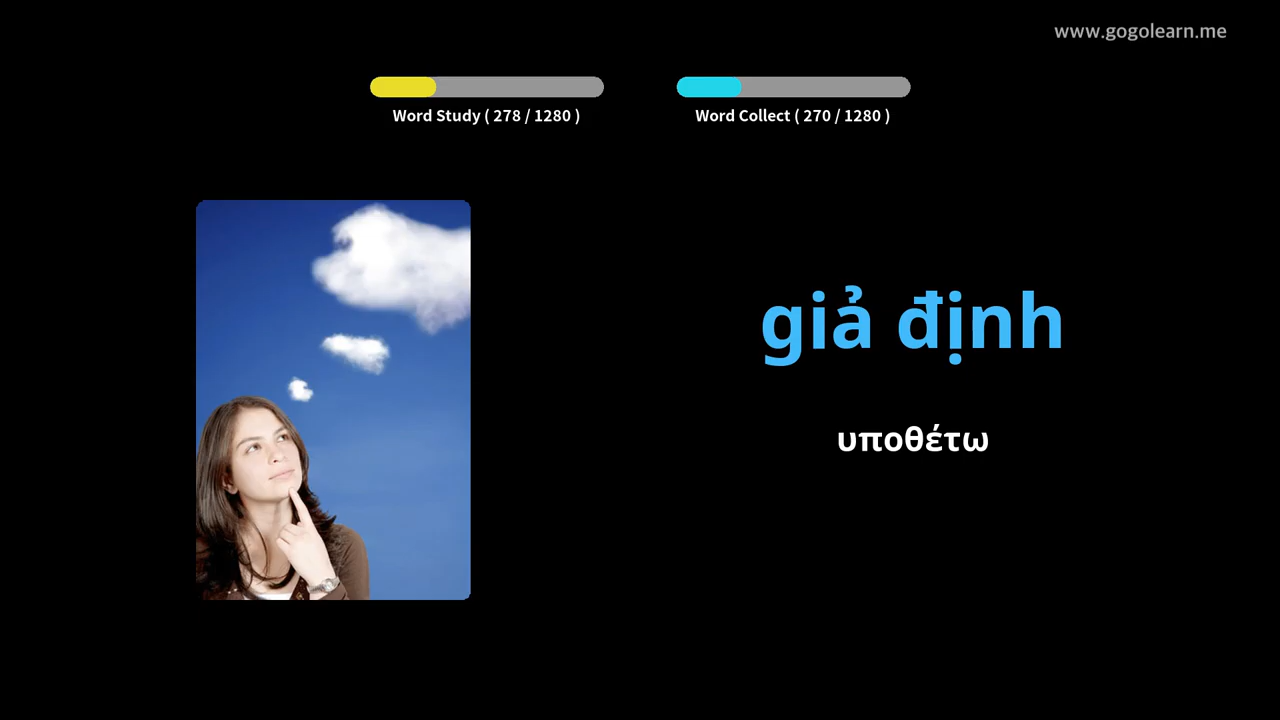 www.gogolearn.me
Word Study ( 278 / 1280 )
Word Collect ( 270 / 1280 )
giả định
υποθέτω